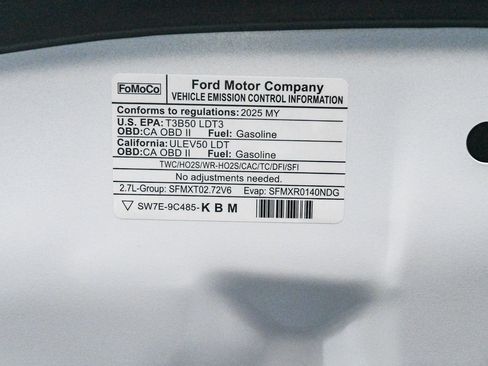 FoMoCo
Ford Motor Company
VEHICLE EMISSION CONTROL INFORMATION
Conforms to regulations: 2025 MY
U.S. EPA: T3B50 LDT3
OBD:CA OBD II Fuel: Gasoline
California: ULEV50 LDT
OBD:CA OBD II Fuel: Gasoline
TWC/HO2S/WR-HO2S/CAC/TC/DFI/SFI
No adjustments needed.
2.7L-Group: SFMXT02.72V6 Evap: SFMXR0140NDG
SW7E-9C485-KBM